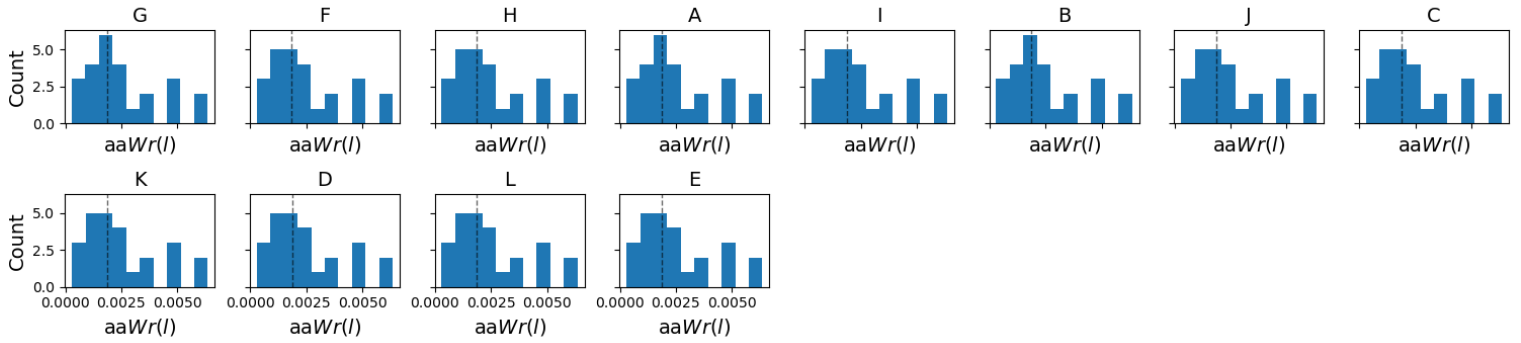 G F H A I B J C
5.0
2.5
0.0
Count
aaWr(l) aaWr(l) aaWr(l) aaWr(l) aaWr(l) aaWr(l) aaWr(l) aaWr(l)
K D L E
5.0
2.5
0.0
Count
0.0000 0.0025 0.0050 0.0000 0.0025 0.0050 0.0000 0.0025 0.0050 0.0000 0.0025 0.0050
aaWr(l) aaWr(l) aaWr(l) aaWr(l)